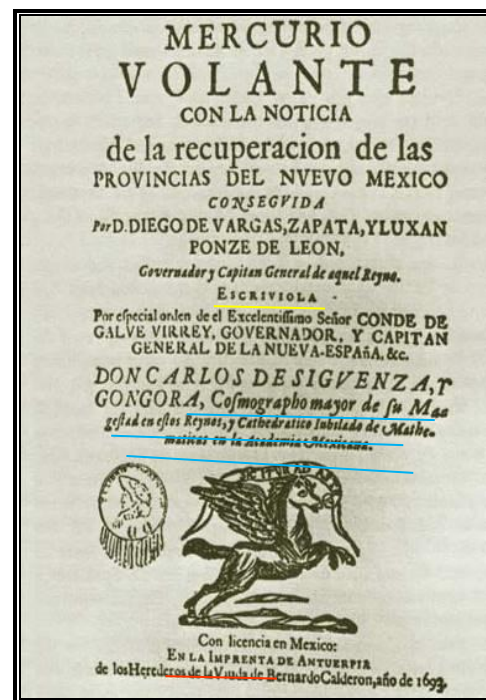 MERCURIO
VOLANTE
CON LA NOTICIA
de la recuperacion de las
PROVINCIAS DEL NVEVO MEXICO
CONSEGVIDA
Por D. DIEGO DE VARGAS, ZAPATA, Y LUXAN
PONZE DE LEON,
Governador y Capitan General de aquel Reyno.
ESCRIVIOLA
Por eſpecial orden de el Excelentiſſimo Señor CONDE DE
GALVE VIRREY, GOVERNADOR, Y CAPITAN
GENERAL DE LA NUEVA-ESPAÑA, &c.
DON CARLOS DE SIGVENZA, Y
GONGORA, Coſmographo mayor de ſu Ma
geſtad en eſtos Reynos, y Cathedratico Iubilado de Mathe-
maticas en la Academia Mexicana.
Con licencia en Mexico:
EN LA IMPRENTA DE ANTUERPIA
de los Herederos de la Viuda de Bernardo Calderon, año de 1693.